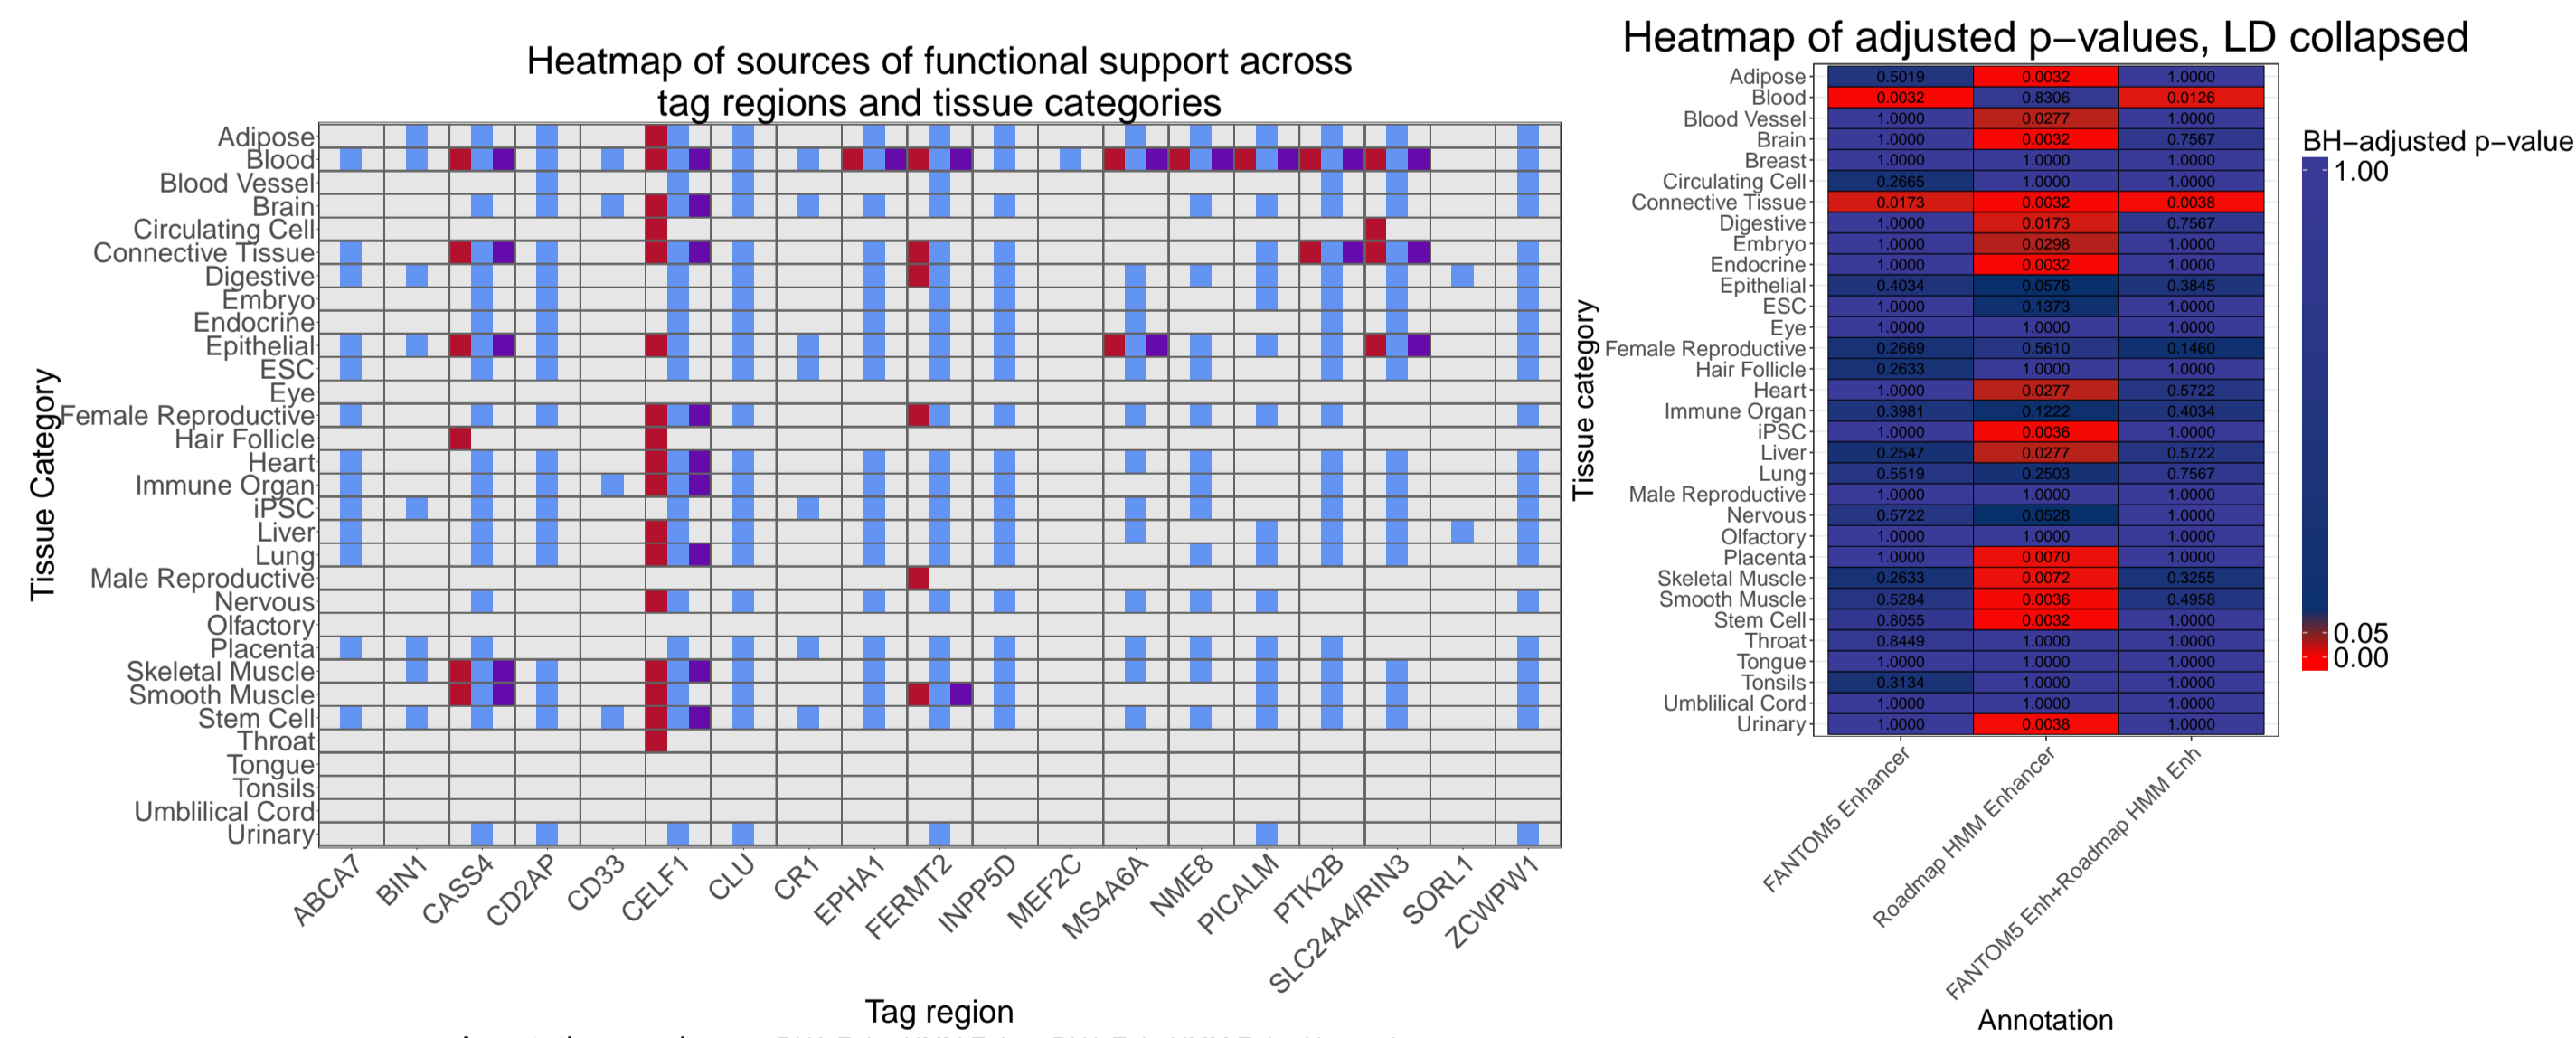 Heatmap of sources of functional support across
tag regions and tissue categories
Tissue Category
Adipose
Blood
Blood Vessel
Brain
Circulating Cell
Connective Tissue
Digestive
Embryo
Endocrine
Epithelial
ESC
Eye
Female Reproductive
Hair Follicle
Heart
Immune Organ
iPSC
Liver
Lung
Male Reproductive
Nervous
Olfactory
Placenta
Skeletal Muscle
Smooth Muscle
Stem Cell
Throat
Tongue
Tonsils
Umblilical Cord
Urinary
ABCA7
BIN1
CASS4
CD2AP
CD33
CELF1
CLU
CR1
EPHA1
FERMT2
INPP5D
MEF2C
MS4A6A
NME8
PICALM
PTK2B
SLC24A4/RIN3
SORL1
ZCWPW1
Tag region
Heatmap of adjusted p−values, LD collapsed
Tissue category
Adipose 0.5019 0.0032 1.0000
Blood 0.0032 0.8306 0.0126
Blood Vessel 1.0000 0.0277 1.0000
Brain 1.0000 0.0032 0.7567
Breast 1.0000 1.0000 1.0000
Circulating Cell 0.2665 1.0000 1.0000
Connective Tissue 0.0173 0.0032 0.0038
Digestive 1.0000 0.0173 0.7567
Embryo 1.0000 0.0298 1.0000
Endocrine 1.0000 0.0032 1.0000
Epithelial 0.4034 0.0576 0.3845
ESC 1.0000 0.1373 1.0000
Eye 1.0000 1.0000 1.0000
Female Reproductive 0.2669 0.5610 0.1460
Hair Follicle 0.2633 1.0000 1.0000
Heart 1.0000 0.0277 0.5722
Immune Organ 0.3981 0.1222 0.4034
iPSC 1.0000 0.0036 1.0000
Liver 0.2547 0.0277 0.5722
Lung 0.5519 0.2503 0.7567
Male Reproductive 1.0000 1.0000 1.0000
Nervous 0.5722 0.0528 1.0000
Olfactory 1.0000 1.0000 1.0000
Placenta 1.0000 0.0070 1.0000
Skeletal Muscle 0.2633 0.0072 0.3255
Smooth Muscle 0.5284 0.0036 0.4958
Stem Cell 0.8055 0.0032 1.0000
Throat 0.8449 1.0000 1.0000
Tongue 1.0000 1.0000 1.0000
Tonsils 0.3134 1.0000 1.0000
Umblilical Cord 1.0000 1.0000 1.0000
Urinary 1.0000 0.0038 1.0000
FANTOM5 Enhancer
Roadmap HMM Enhancer
FANTOM5 Enh+Roadmap HMM Enh
Annotation
BH−adjusted p−value
1.00
0.05
0.00